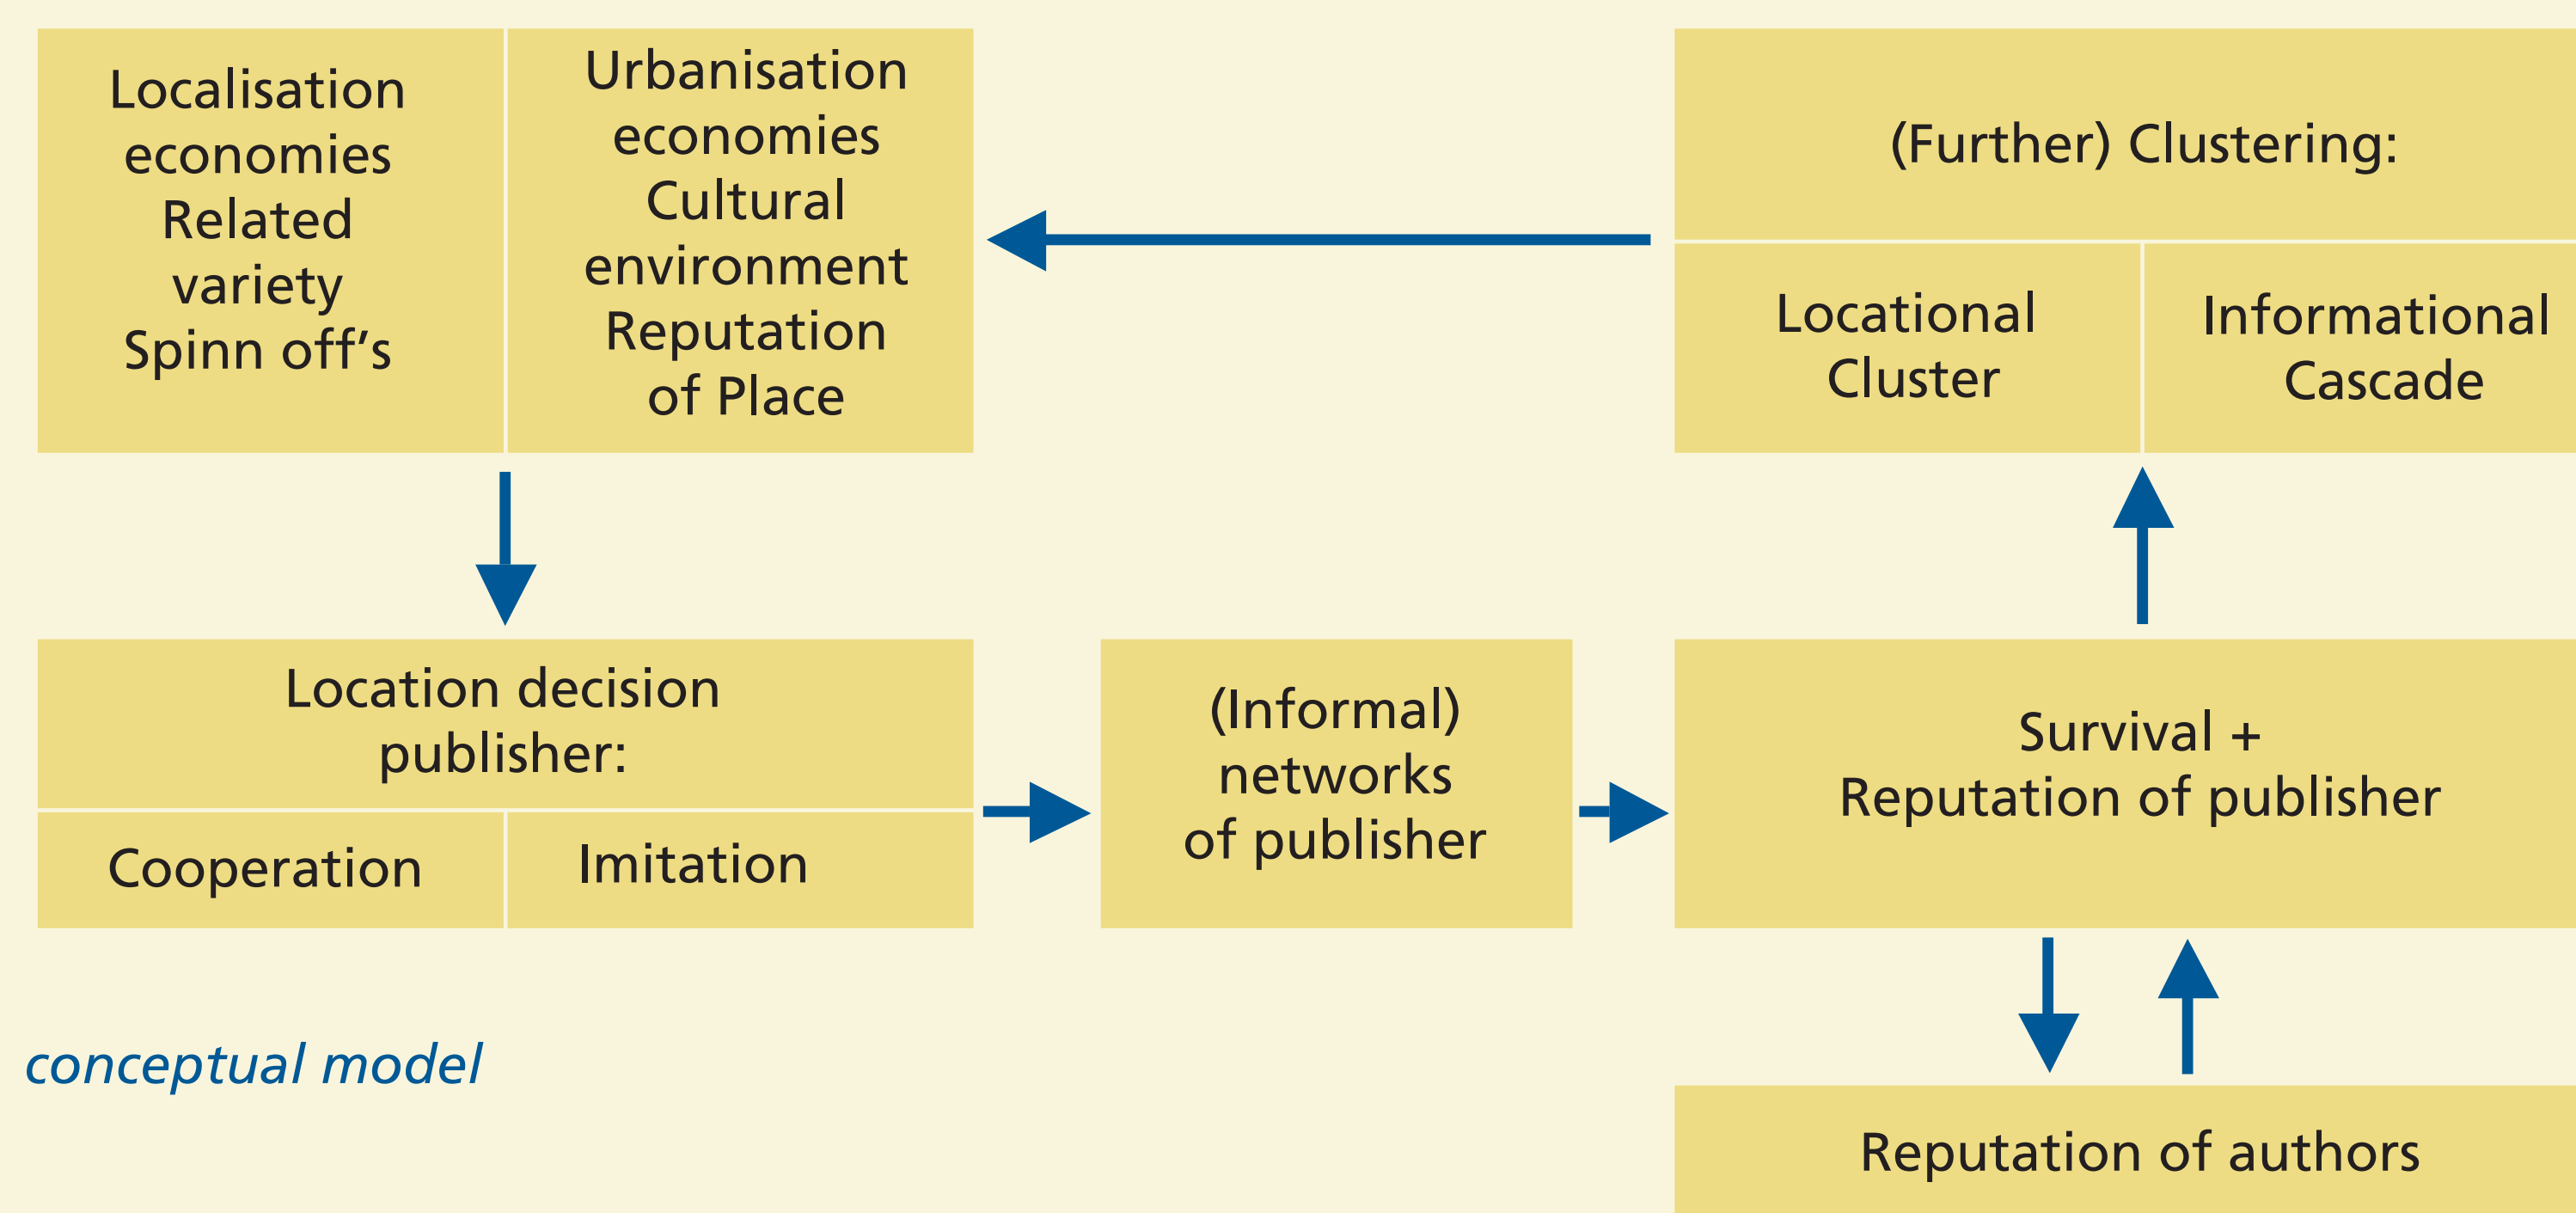 Localisation
economies
Related
variety
Spinn off’s
Urbanisation
economies
Cultural
environment
Reputation
of Place
(Further) Clustering:
Locational
Cluster
Informational
Cascade
Location decision
publisher:
Cooperation
Imitation
(Informal)
networks
of publisher
Survival +
Reputation of publisher
conceptual model
Reputation of authors